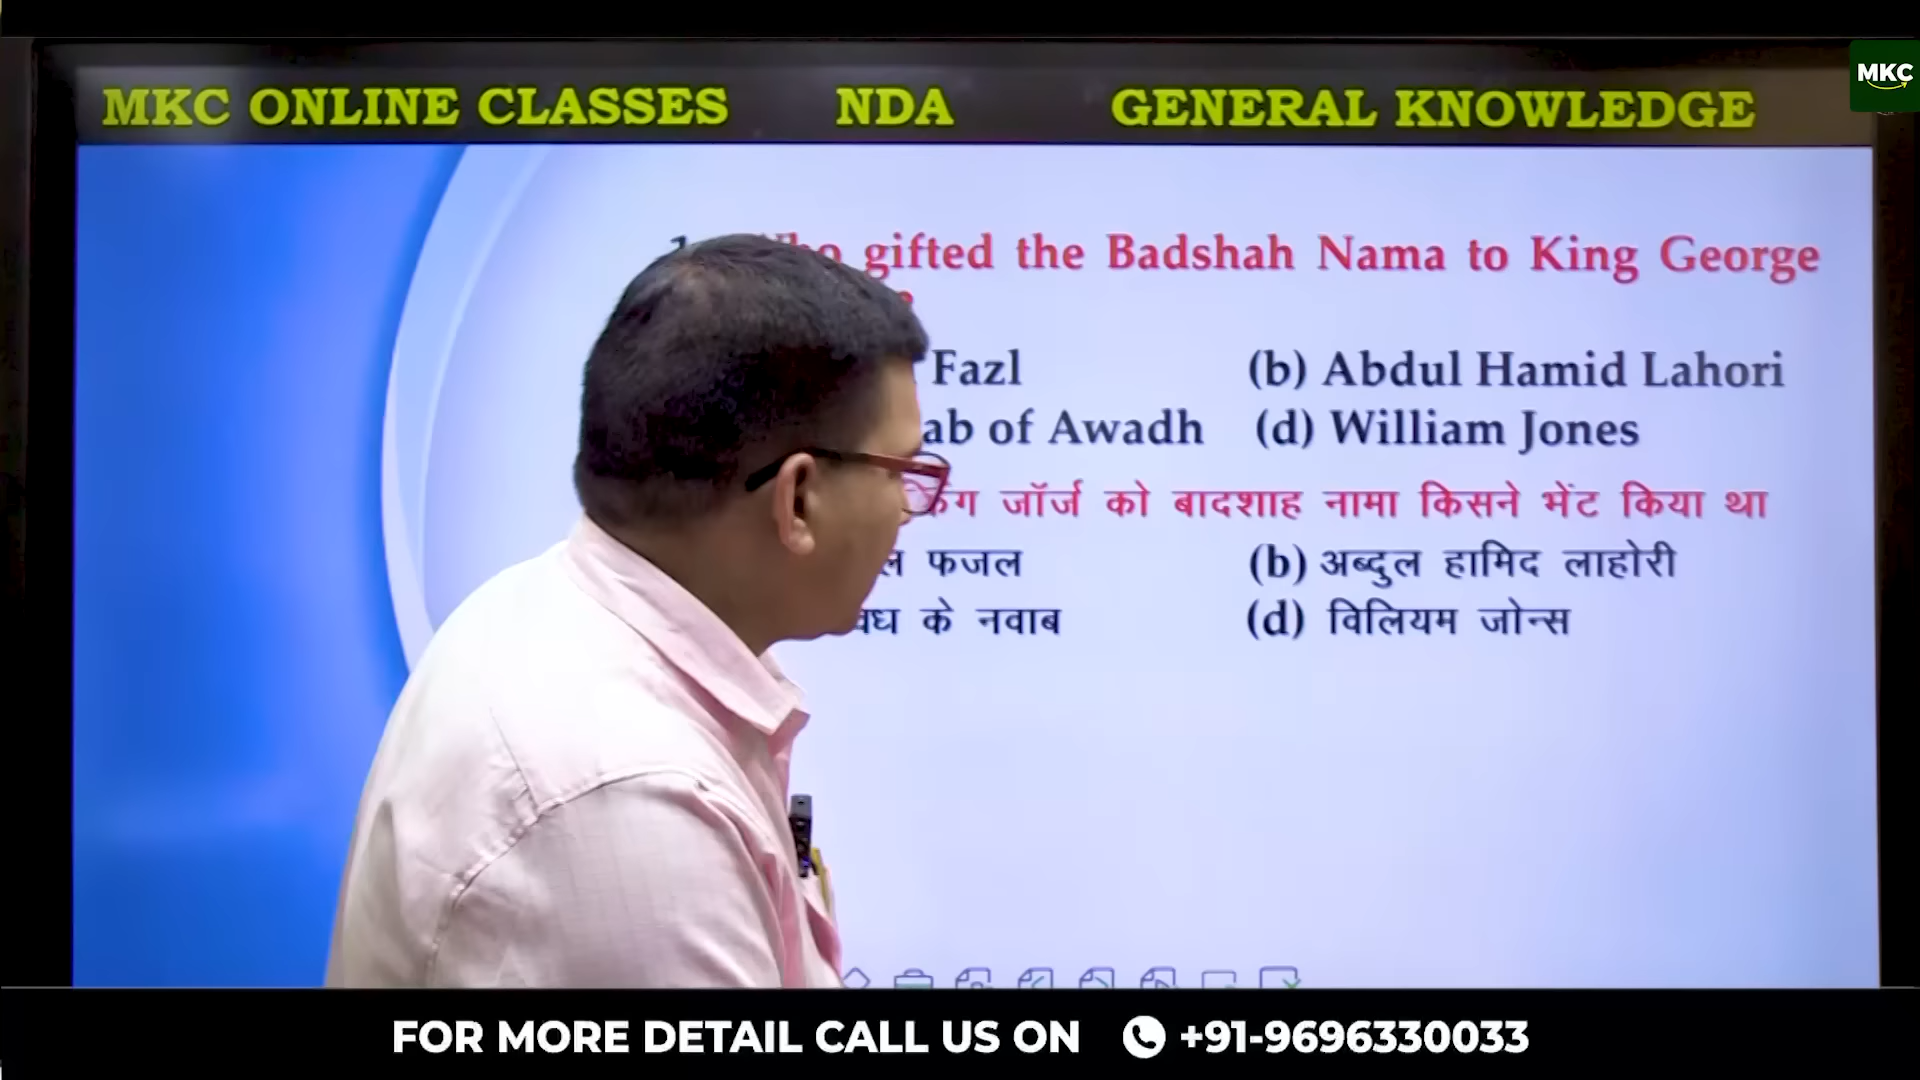 MKC ONLINE CLASSES NDA GENERAL KNOWLEDGE
MKC
gifted the Badshah Nama to King George
Fazl (b) Abdul Hamid Lahori
of Awadh (d) William Jones
जॉर्ज को बादशाह नामा किसने भेंट किया था
फजल (b) अब्दुल हामिद लाहोरी
के नवाब (d) विलियम जोन्स
FOR MORE DETAIL CALL US ON +91-9696330033